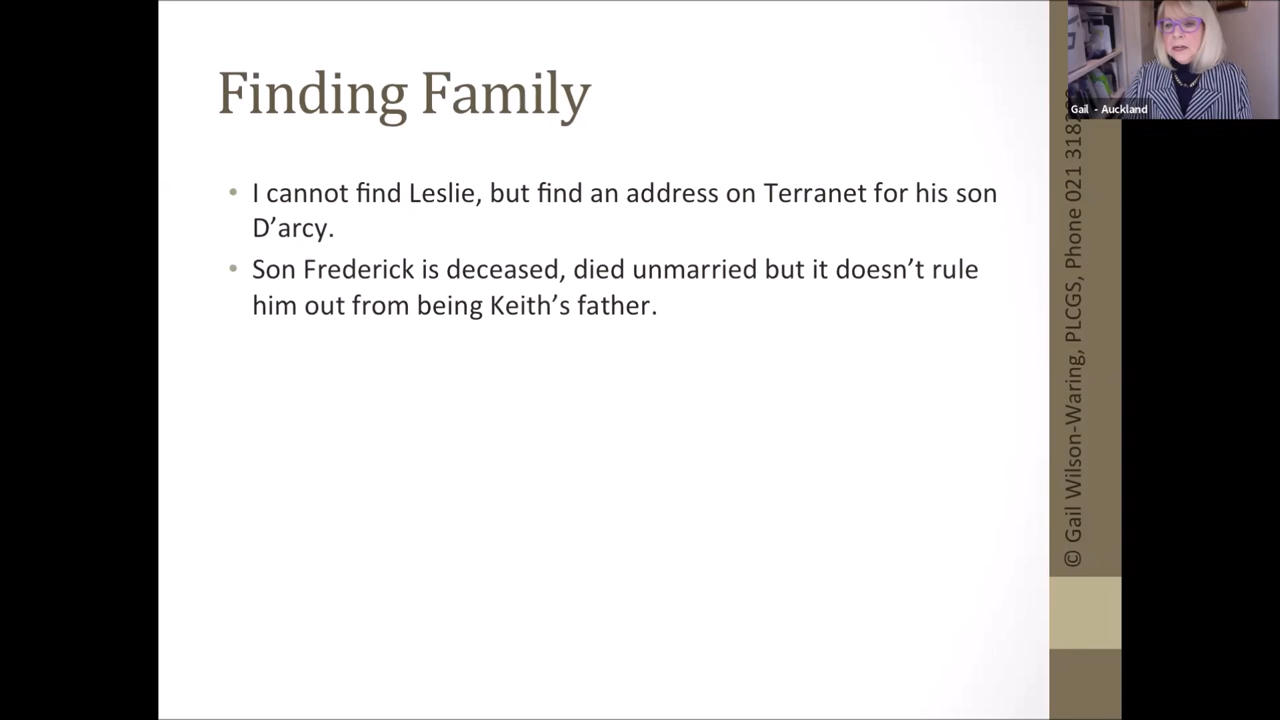 Finding Family
• I cannot find Leslie, but find an address on Terranet for his son
D’arcy.
• Son Frederick is deceased, died unmarried but it doesn’t rule
him out from being Keith’s father.
© Gail Wilson-Waring, PLCGS, Phone 021 318
Gail - Auckland